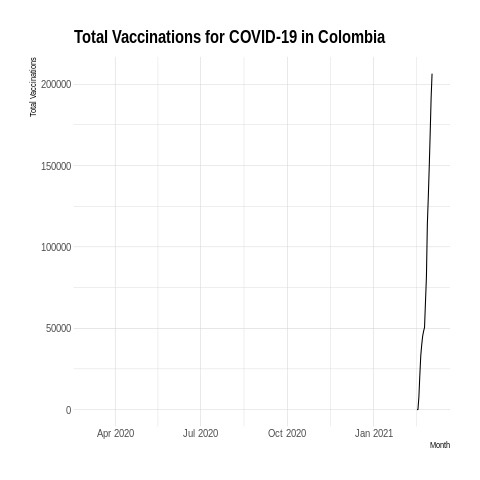 Total Vaccinations for COVID-19 in Colombia
Total Vaccinations
200000
150000
100000
50000
0
Apr 2020 Jul 2020 Oct 2020 Jan 2021
Month